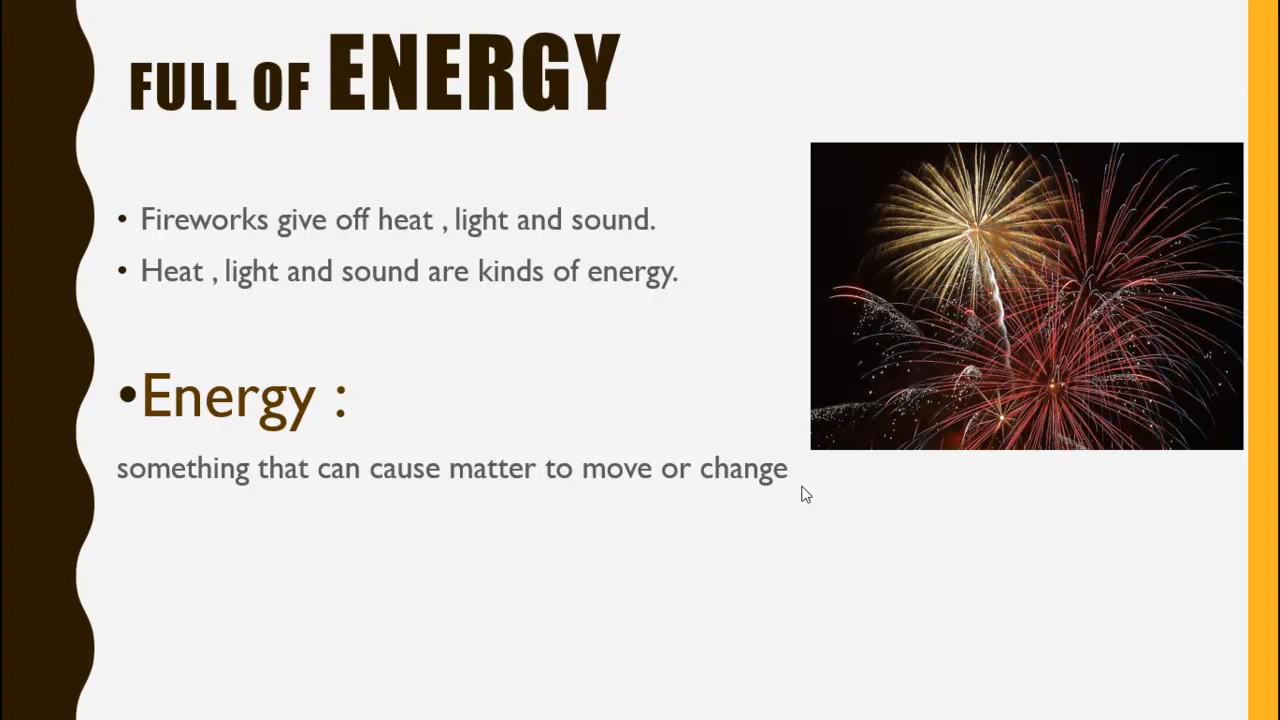 FULL OF ENERGY
• Fireworks give off heat , light and sound.
• Heat , light and sound are kinds of energy.
•Energy :
something that can cause matter to move or change